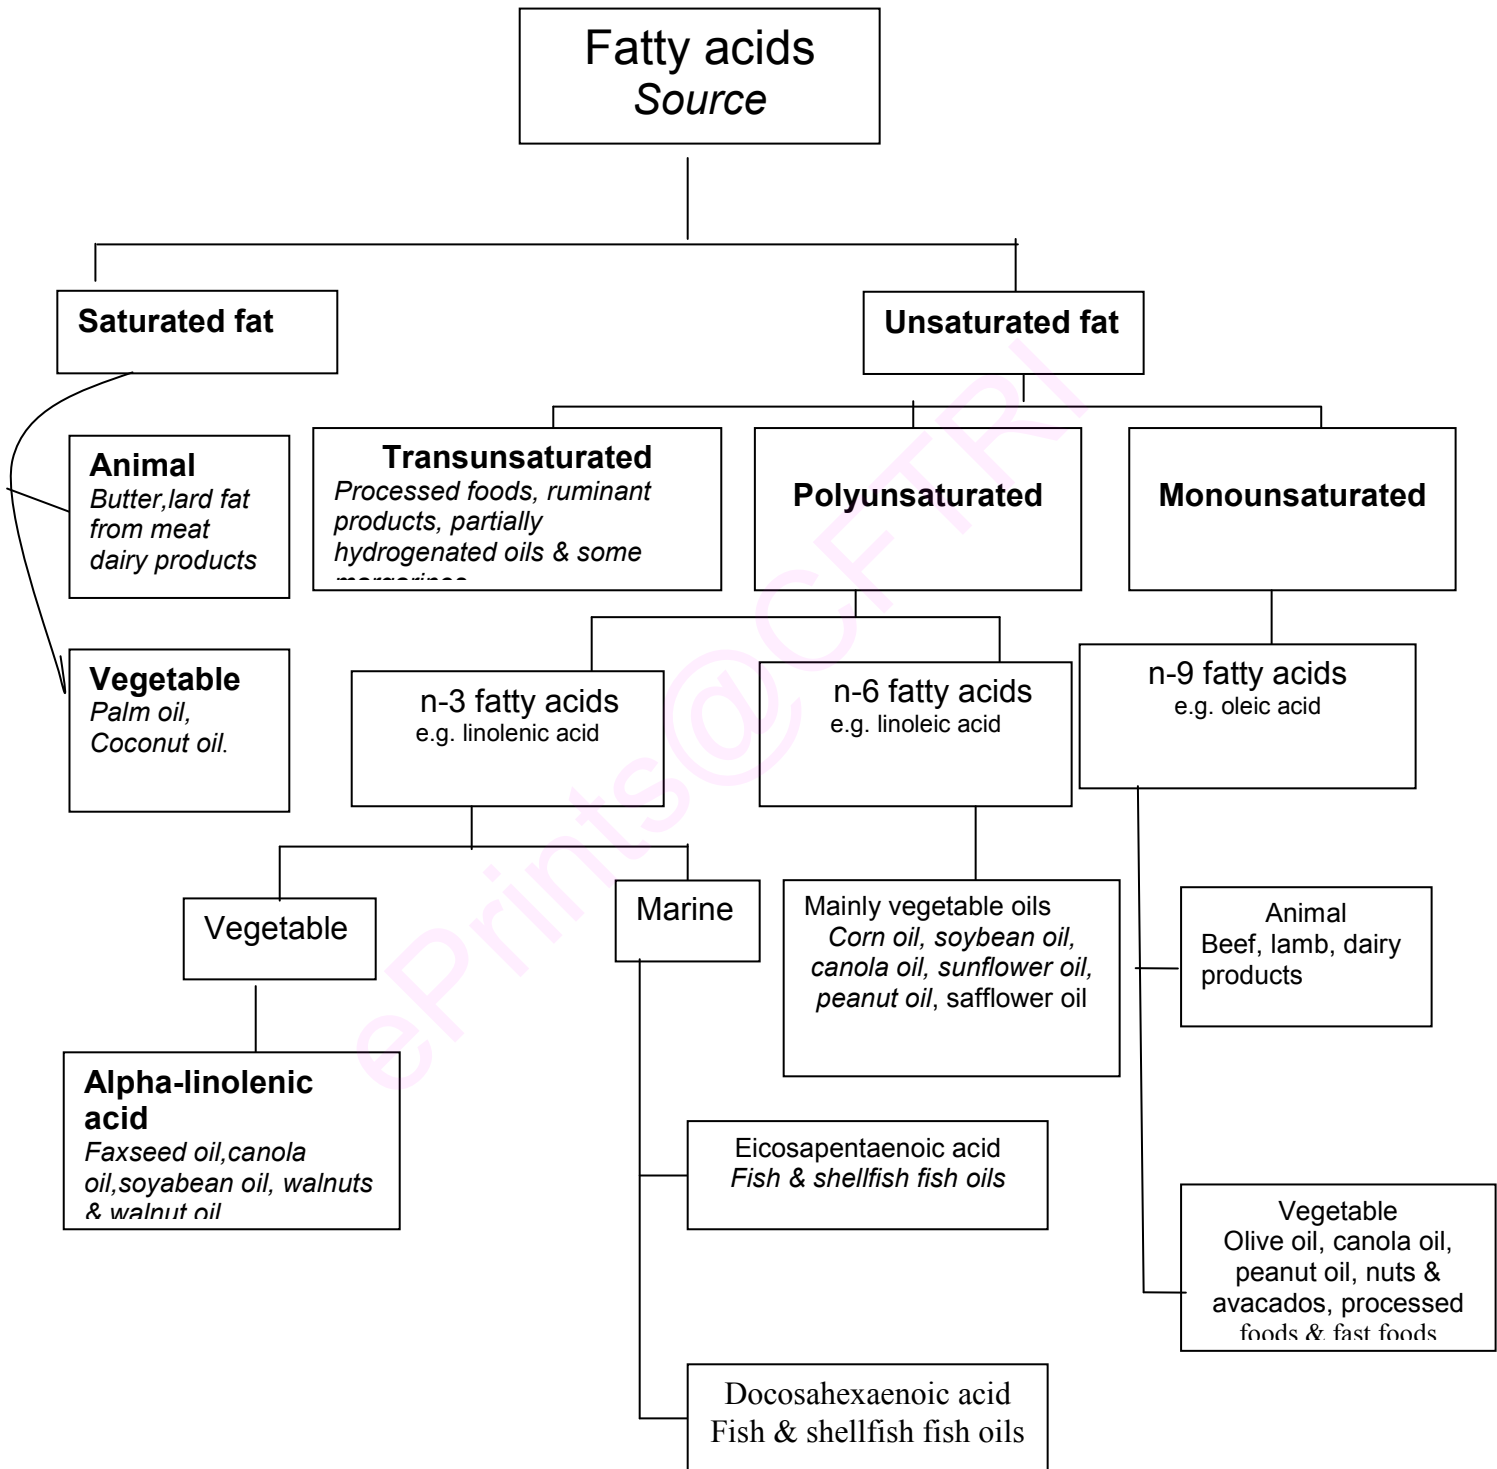 Fatty acids
Source
Saturated fat
Unsaturated fat
Animal
Butter,lard fat
from meat
dairy products
Vegetable
Palm oil,
Coconut oil.
Transunsaturated
Processed foods, ruminant
products, partially
hydrogenated oils & some
margarines
Polyunsaturated
Monounsaturated
n-3 fatty acids
e.g. linolenic acid
n-6 fatty acids
e.g. linoleic acid
n-9 fatty acids
e.g. oleic acid
Vegetable
Marine
Alpha-linolenic
acid
Faxseed oil,canola
oil,soyabean oil, walnuts
& walnut oil
Mainly vegetable oils
Corn oil, soybean oil,
canola oil, sunflower oil,
peanut oil, safflower oil
Eicosapentaenoic acid
Fish & shellfish fish oils
Docosahexaenoic acid
Fish & shellfish fish oils
Animal
Beef, lamb, dairy
products
Vegetable
Olive oil, canola oil,
peanut oil, nuts &
avacados, processed
foods & fast foods
ePrints@CFTRI